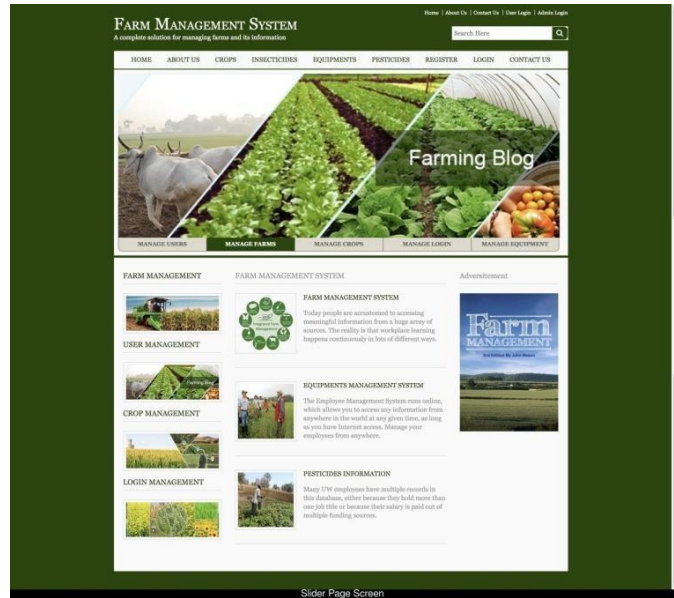 Home | About Us | Contact Us | User Login | Admin Login
FARM MANAGEMENT SYSTEM
A complete solution for managing farms and its information
Search Here
HOME ABOUT US CROPS INSECTICIDES EQUIPMENTS PESTICIDES REGISTER LOGIN CONTACT US
Farming Blog
MANAGE USERS MANAGE FARMS MANAGE CROPS MANAGE LOGIN MANAGE EQUIPMENT
FARM MANAGEMENT
USER MANAGEMENT
Farming Blog
CROP MANAGEMENT
LOGIN MANAGEMENT
FARM MANAGEMENT SYSTEM
Integrated Farm
Management
FARM MANAGEMENT SYSTEM
Today people are accustomed to accessing
meaningful information from a huge array of
sources. The reality is that workplace learning
happens continuously in lots of different ways.
EQUIPMENTS MANAGEMENT SYSTEM
The Employee Management System runs online,
which allows you to access any information from
anywhere in the world at any given time, as long
as you have Internet access. Manage your
employees from anywhere.
PESTICIDES INFORMATION
Many UW employees have multiple records in
this database, either because they hold more than
one job title or because their salary is paid out of
multiple funding sources.
Adversitement
Farm
MANAGEMENT
Slider Page Screen